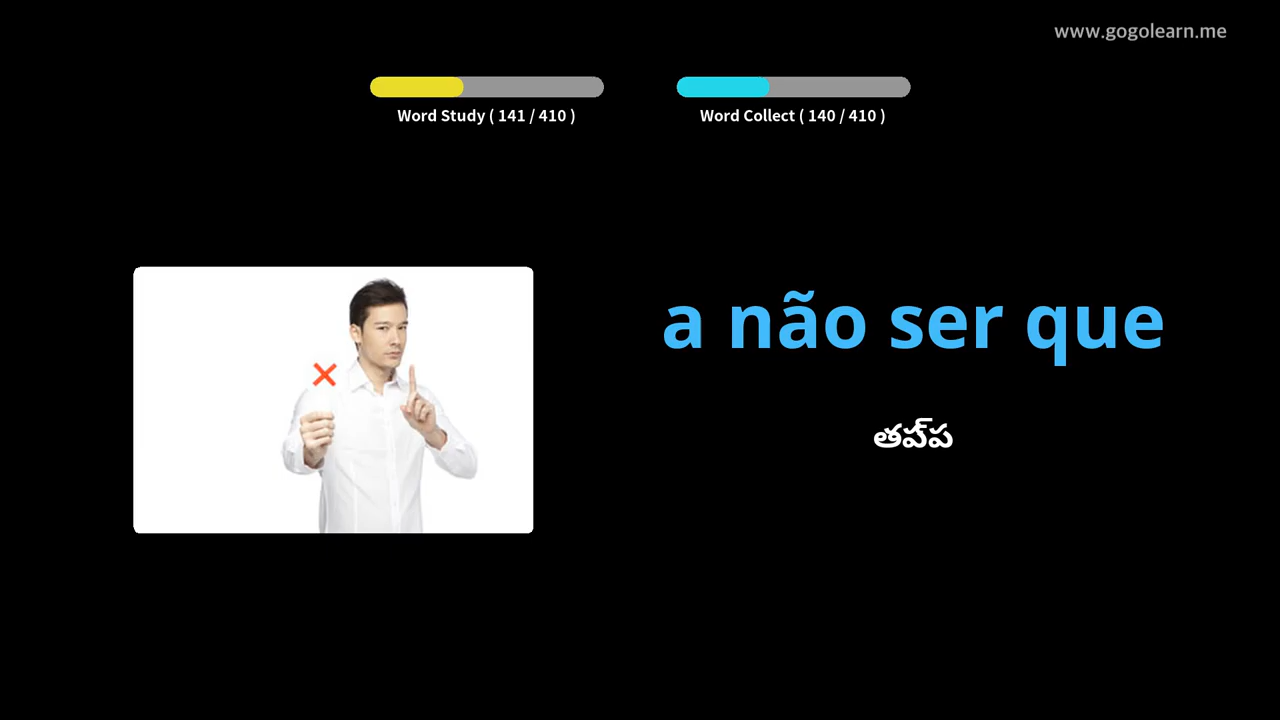 www.gogolearn.me
Word Study ( 141 / 410 )
Word Collect ( 140 / 410 )
a não ser que
తప్ప